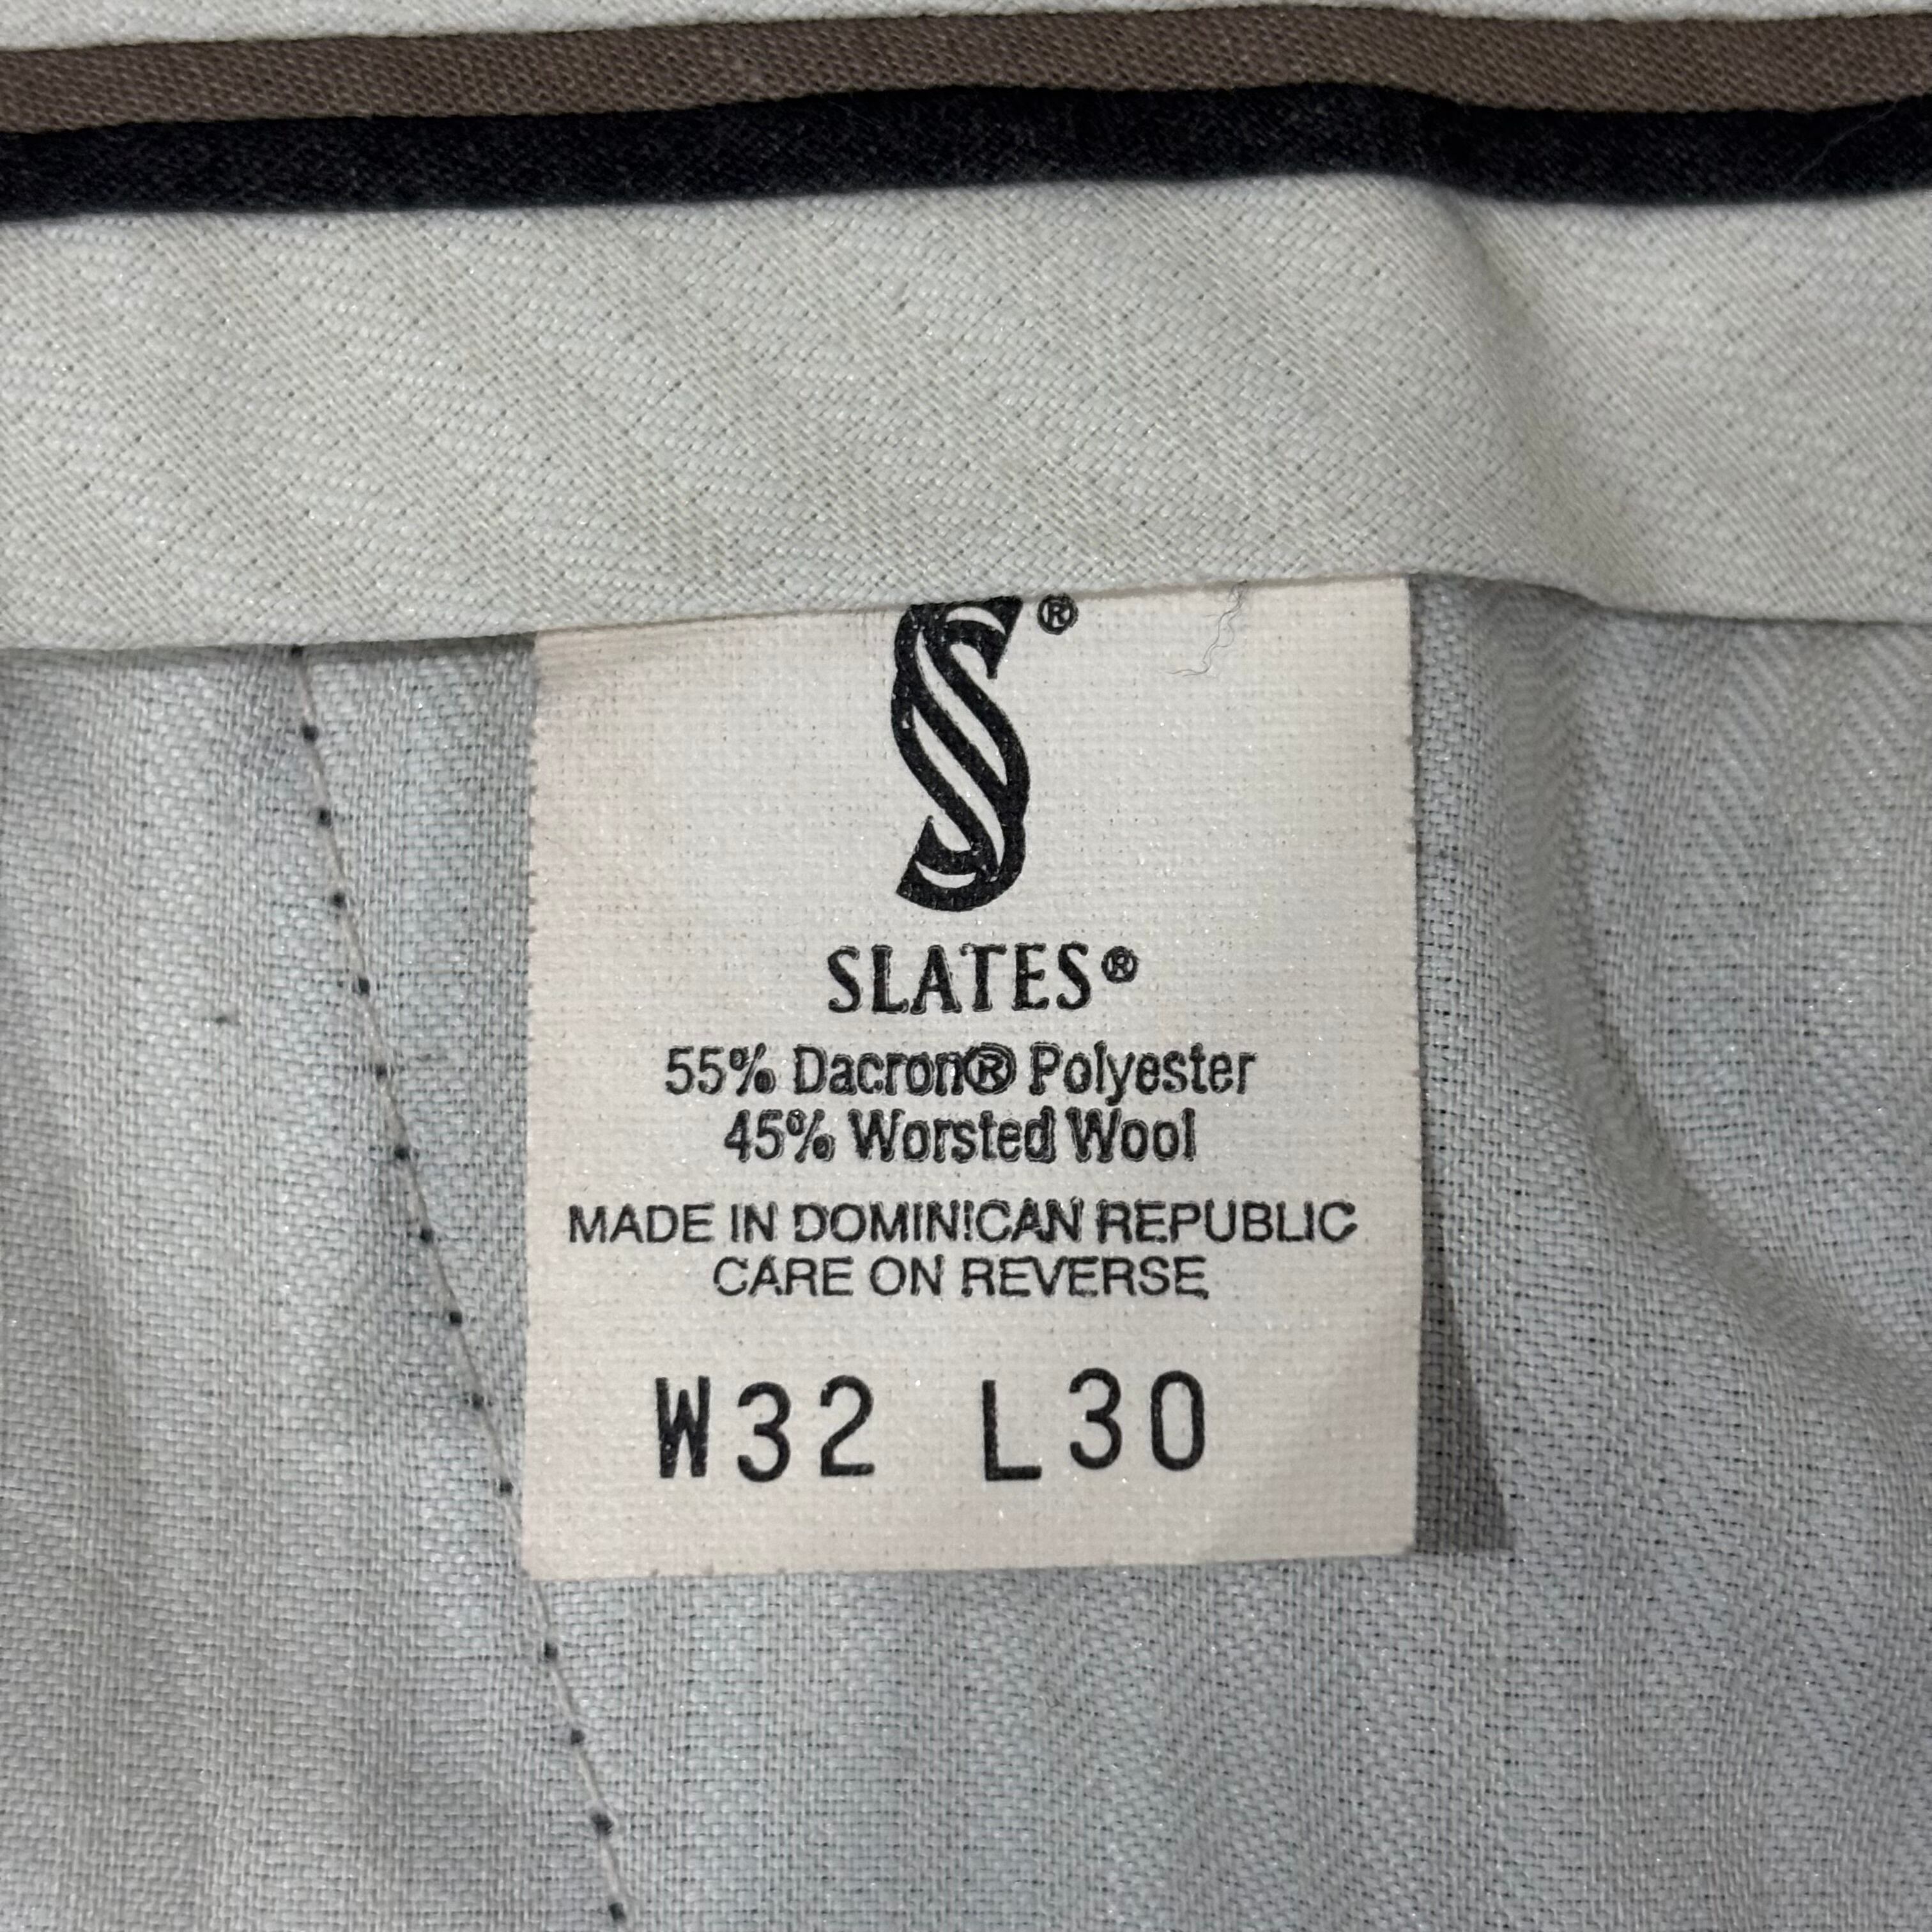 S®
SLATES®
55% Dacron® Polyester
45% Worsted Wool
MADE IN DOMINICAN REPUBLIC
CARE ON REVERSE
W32 L30